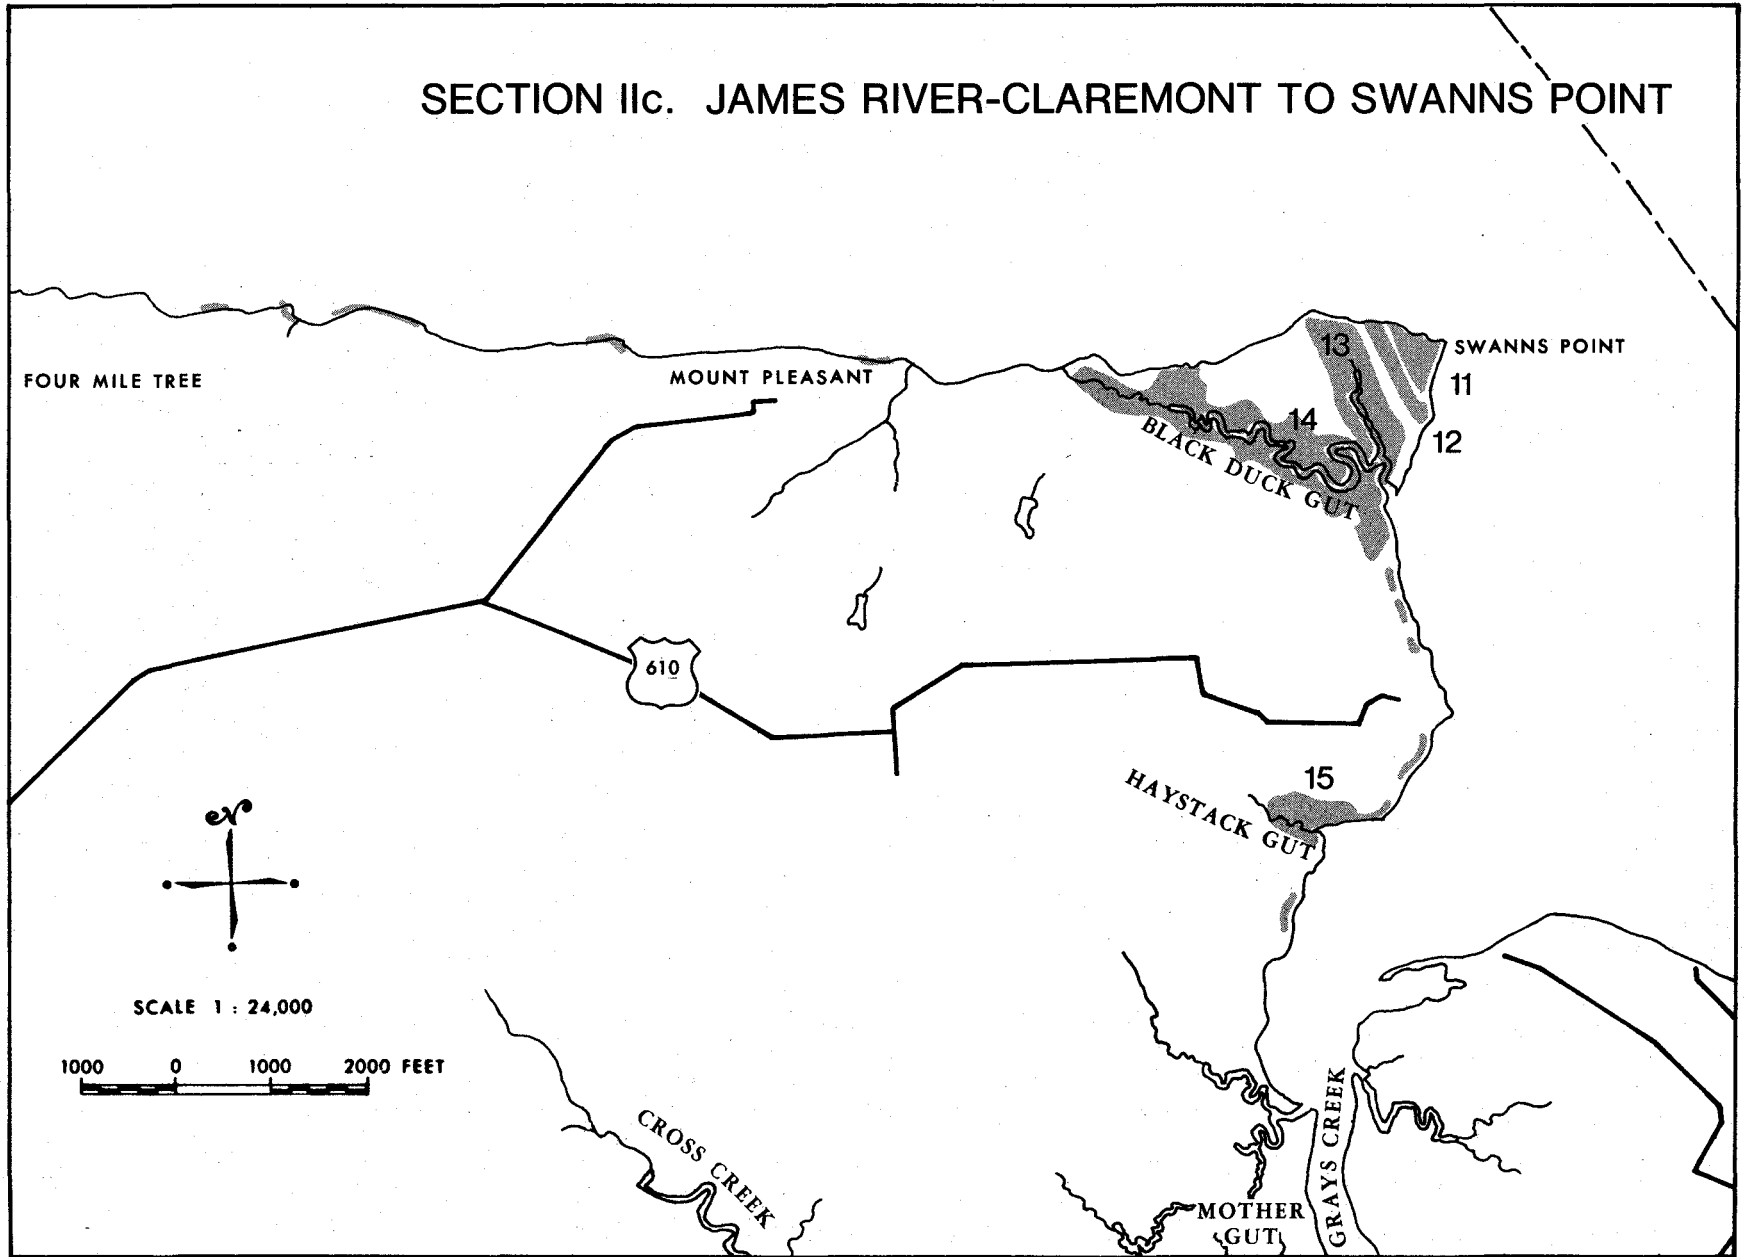 SECTION IIc. JAMES RIVER-CLAREMONT TO SWANNS POINT
SWANNS POINT
13
FOUR MILE TREE
MOUNT PLEASANT
11
14
12
BLACK DUCK GUT
610
15
HAYSTACK GUT
N
SCALE 1 : 24,000
1000 0 1000 2000 FEET
CROSS CREEK
GRAYS CREEK
MOTHER
GUT